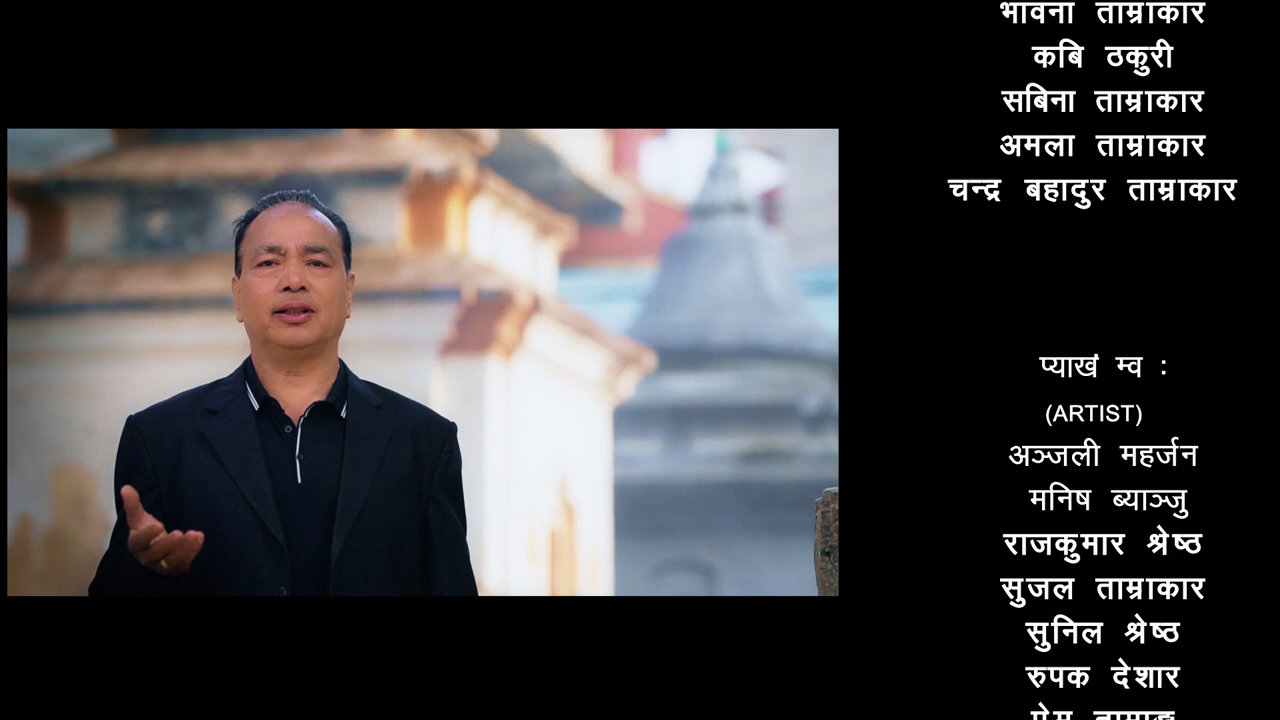 भावना ताम्राकार
कबि ठकुरी
सबिना ताम्राकार
अमला ताम्राकार
चन्द्र बहादुर ताम्राकार
प्याखं म्व :
(ARTIST)
अञ्जली महर्जन
मनिष ब्याञ्जु
राजकुमार श्रेष्ठ
सुजल ताम्राकार
सुनिल श्रेष्ठ
रुपक देशार